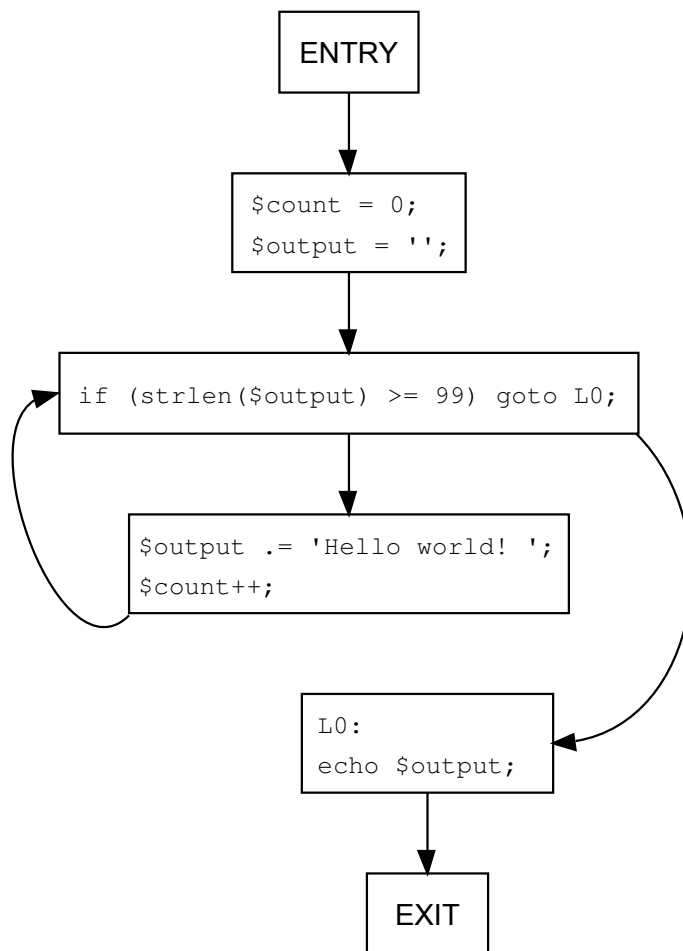 ENTRY
$count = 0;
$output = '';
if (strlen($output) >= 99) goto L0;
$output .= 'Hello world! ';
$count++;
L0:
echo $output;
EXIT